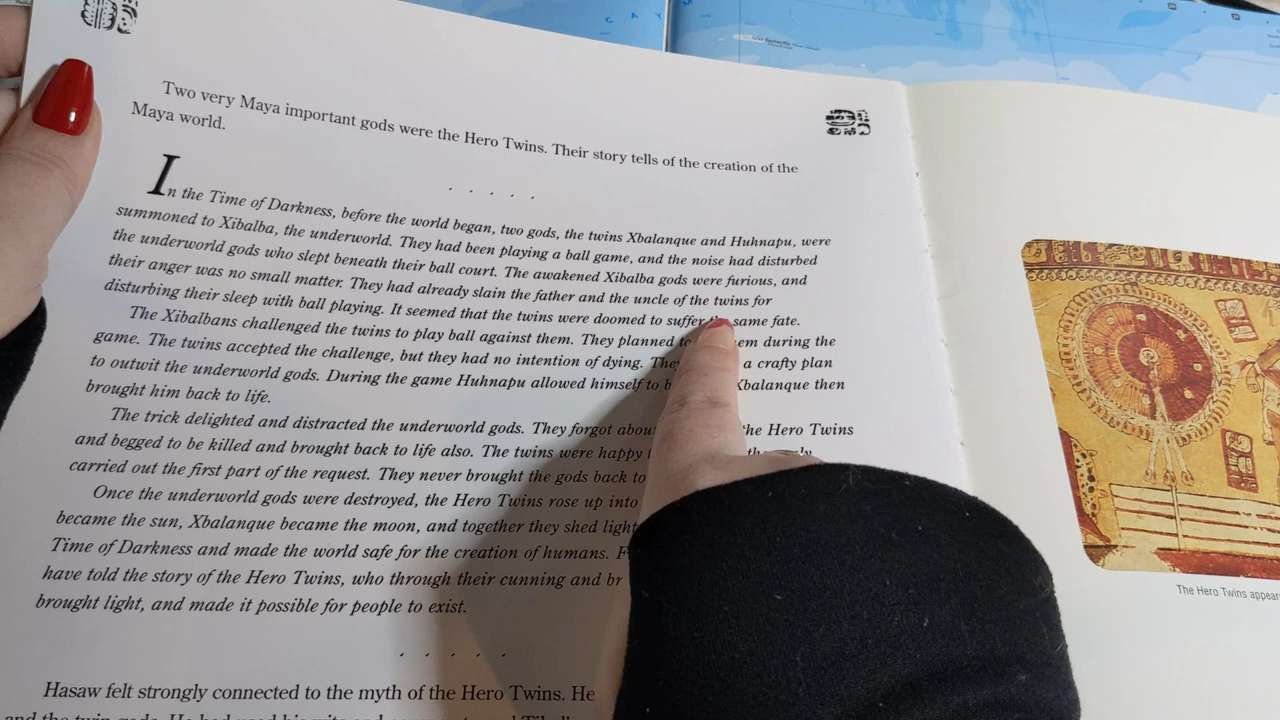 Two very Maya important gods were the Hero Twins. Their story tells of the creation of the
Maya world.
In the Time of Darkness, before the world began, two gods, the twins Xbalanque and Huhnapu, were
summoned to Xibalba, the underworld. They had been playing a ball game, and the noise had disturbed
the underworld gods who slept beneath their ball court. The awakened Xibalba gods were furious, and
their anger was no small matter. They had already slain the father and the uncle of the twins for
disturbing their sleep with ball playing. It seemed that the twins were doomed to suffer the same fate.
The Xibalbans challenged the twins to play ball against them. They planned to em during the
game. The twins accepted the challenge, but they had no intention of dying. They a crafty plan
to outwit the underworld gods. During the game Huhnapu allowed himself to b Xbalanque then
brought him back to life.
The trick delighted and distracted the underworld gods. They forgot about the Hero Twins
and begged to be killed and brought back to life also. The twins were happy
carried out the first part of the request. They never brought the gods back to
Once the underworld gods were destroyed, the Hero Twins rose up into
became the sun, Xbalanque became the moon, and together they shed light
Time of Darkness and made the world safe for the creation of humans. F
have told the story of the Hero Twins, who through their cunning and br
brought light, and made it possible for people to exist.
Hasaw felt strongly connected to the myth of the Hero Twins. He
The Hero Twins appear